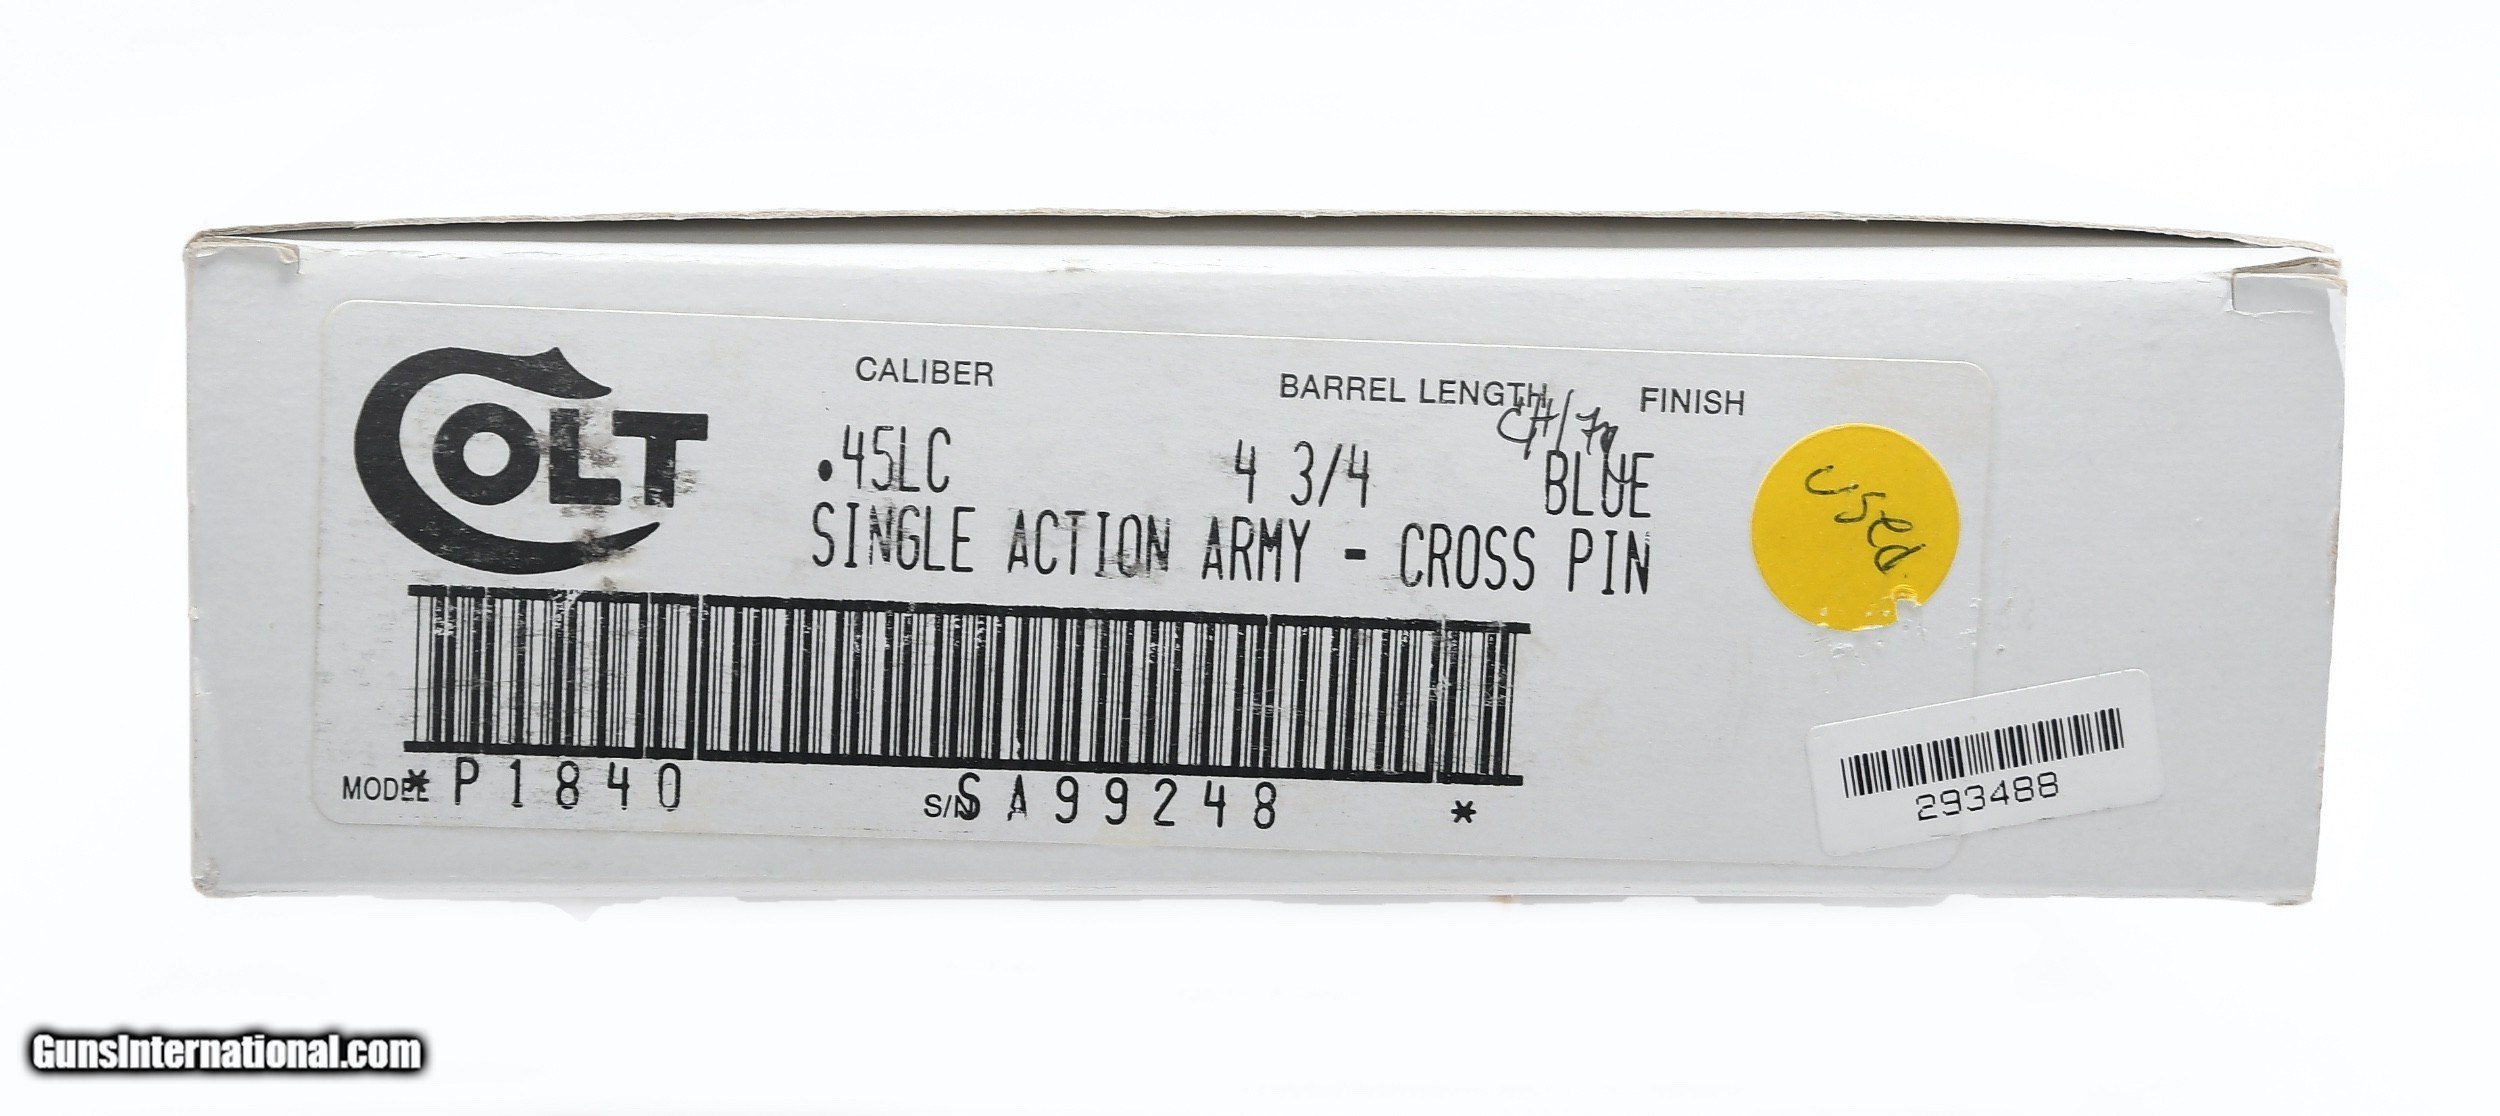 COLT
CALIBER BARREL LENGTH FINISH
CH/
.45LC 4 3/4 BLUE
SINGLE ACTION ARMY - CROSS PIN
used
MODEL *P1840 S/N SA99248 *
293488
GunsInternational.com